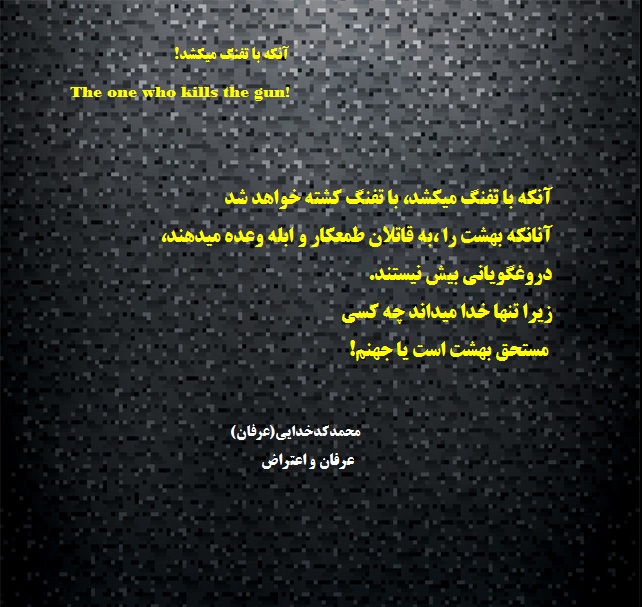 آنکه با تفنگ میکشد!
The one who kills the gun!
آنکه با تفنگ میکشد، با تفنگ کشته خواهد شد
آنانکه بهشت را ،به قاتلان طمعکار و ابله وعده میدهند،
دروغگویانی بیش نیستند.
زیرا تنها خدا میداند چه کسی
مستحق بهشت است یا جهنم!
محمدکدخدایی(عرفان)
عرفان و اعتراض